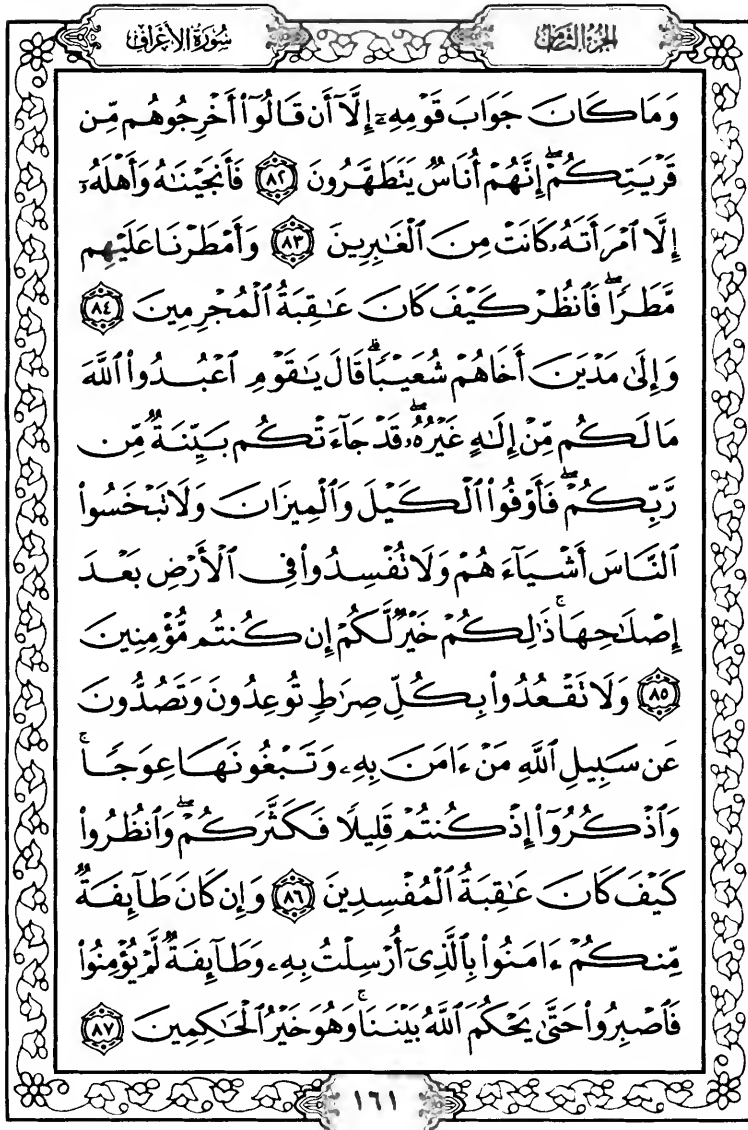 سُورَةُ الأَعْرَافِ الجُزْءُ الثَّامِنُ
وَمَا كَانَ جَوَابَ قَوْمِهِۦٓ إِلَّآ أَن قَالُوٓا۟ أَخْرِجُوهُم مِّن
قَرْيَتِكُمْ ۖ إِنَّهُمْ أُنَاسٌ يَتَطَهَّرُونَ ٨٢ فَأَنجَيْنَٰهُ وَأَهْلَهُۥٓ
إِلَّا ٱمْرَأَتَهُۥ كَانَتْ مِنَ ٱلْغَٰبِرِينَ ٨٣ وَأَمْطَرْنَا عَلَيْهِم
مَّطَرًا ۖ فَٱنظُرْ كَيْفَ كَانَ عَٰقِبَةُ ٱلْمُجْرِمِينَ ٨٤
وَإِلَىٰ مَدْيَنَ أَخَاهُمْ شُعَيْبًا ۗ قَالَ يَٰقَوْمِ ٱعْبُدُوا۟ ٱللَّهَ
مَا لَكُم مِّنْ إِلَٰهٍ غَيْرُهُۥ ۖ قَدْ جَآءَتْكُم بَيِّنَةٌ مِّن
رَّبِّكُمْ ۖ فَأَوْفُوا۟ ٱلْكَيْلَ وَٱلْمِيزَانَ وَلَا تَبْخَسُوا۟
ٱلنَّاسَ أَشْيَآءَهُمْ وَلَا تُفْسِدُوا۟ فِى ٱلْأَرْضِ بَعْدَ
إِصْلَٰحِهَا ۚ ذَٰلِكُمْ خَيْرٌ لَّكُمْ إِن كُنتُم مُّؤْمِنِينَ
٨٥ وَلَا تَقْعُدُوا۟ بِكُلِّ صِرَٰطٍ تُوعِدُونَ وَتَصُدُّونَ
عَن سَبِيلِ ٱللَّهِ مَنْ ءَامَنَ بِهِۦ وَتَبْغُونَهَا عِوَجًا ۚ
وَٱذْكُرُوٓا۟ إِذْ كُنتُمْ قَلِيلًا فَكَثَّرَكُمْ ۖ وَٱنظُرُوا۟
كَيْفَ كَانَ عَٰقِبَةُ ٱلْمُفْسِدِينَ ٨٦ وَإِن كَانَ طَآئِفَةٌ
مِّنكُمْ ءَامَنُوا۟ بِٱلَّذِىٓ أُرْسِلْتُ بِهِۦ وَطَآئِفَةٌ لَّمْ يُؤْمِنُوا۟
فَٱصْبِرُوا۟ حَتَّىٰ يَحْكُمَ ٱللَّهُ بَيْنَنَا ۚ وَهُوَ خَيْرُ ٱلْحَٰكِمِينَ ٨٧
١٦١